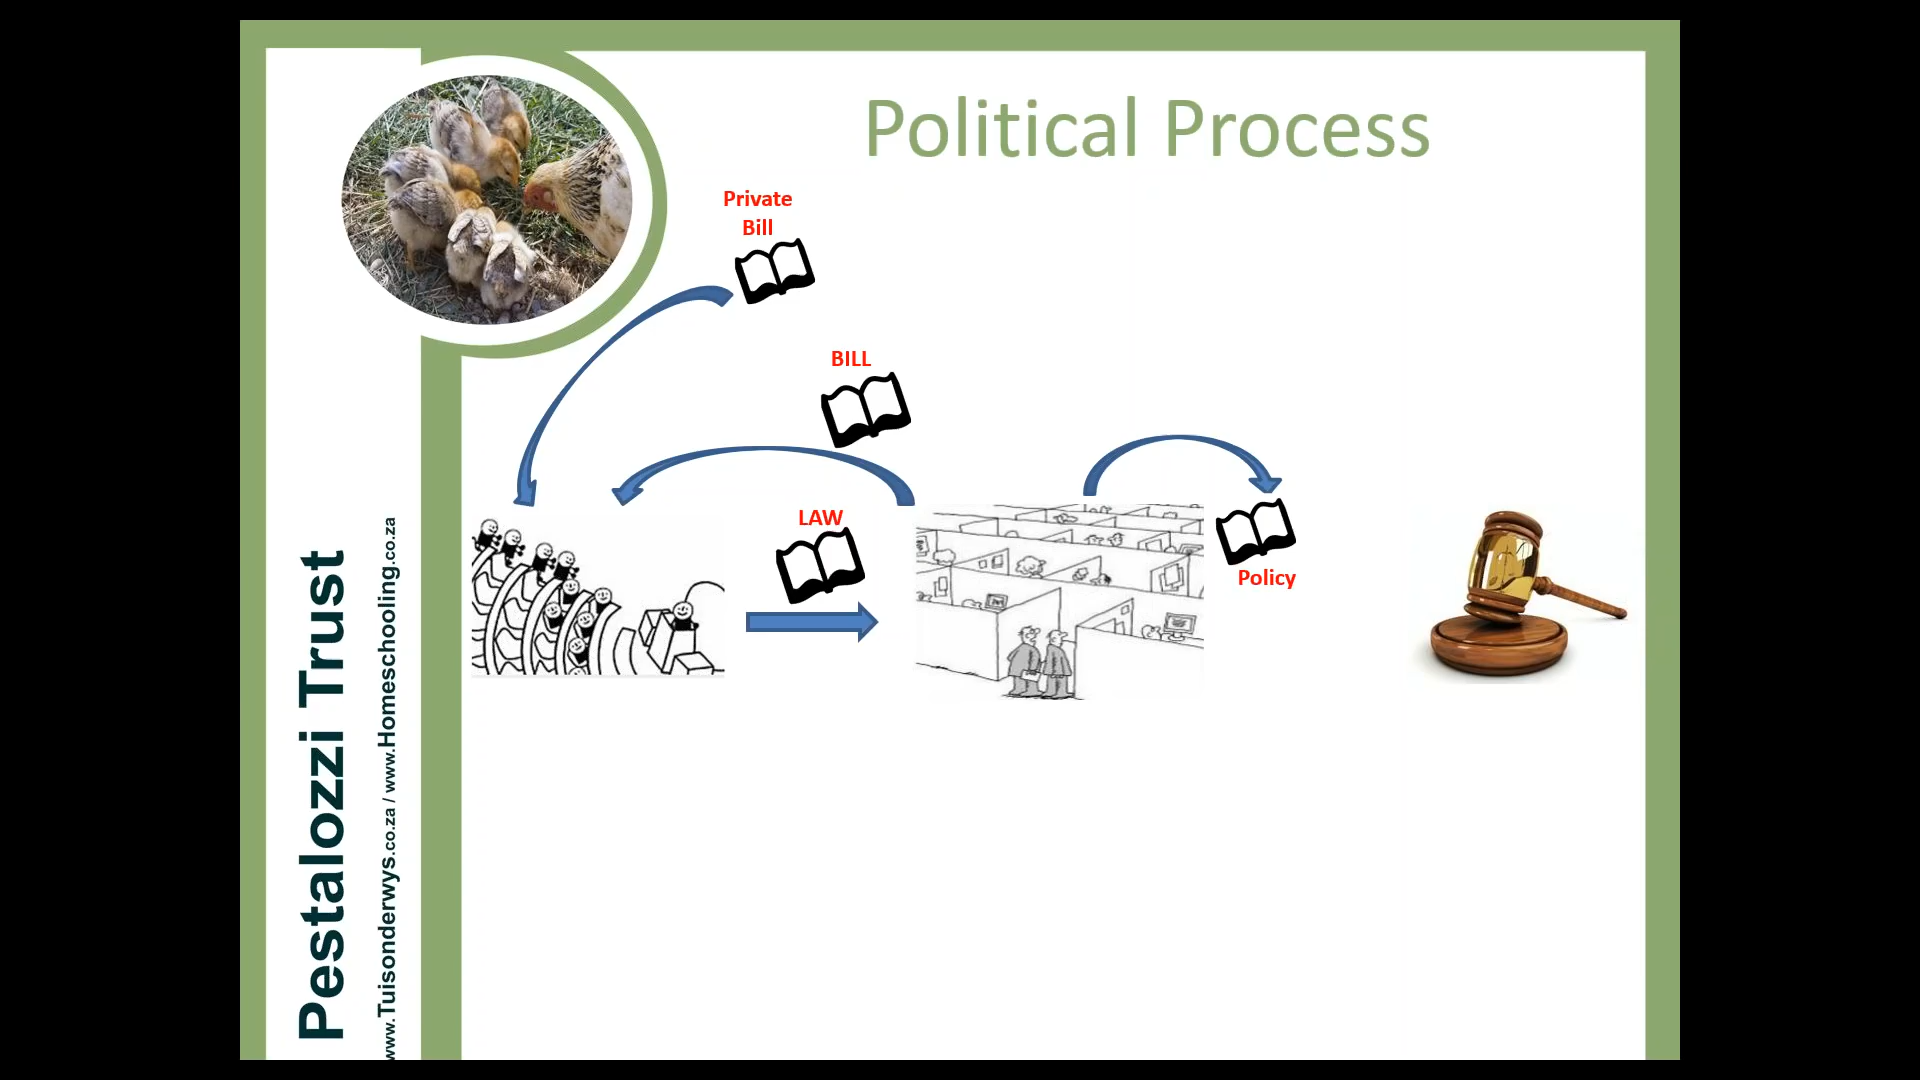 Political Process
Private
Bill
BILL
LAW
Policy
Pestalozzi Trust
www.Tuisonderwys.co.za / www.Homeschooling.co.za